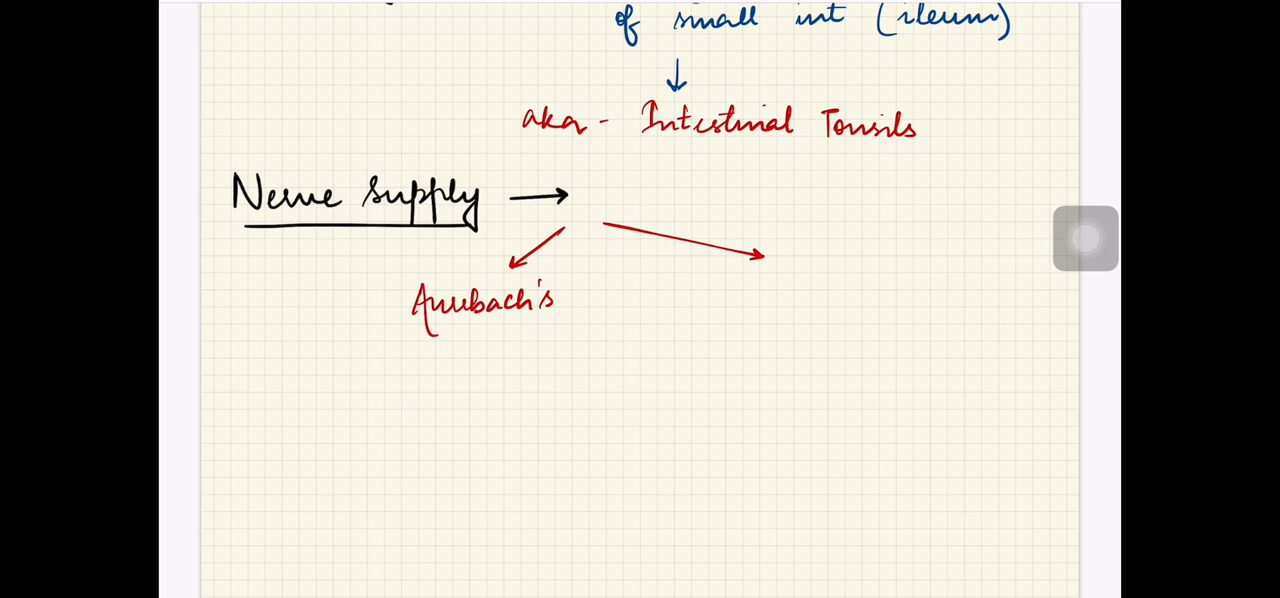 of small int (ileum)
↓
aka - Intestinal Tonsils
Nerve Supply →
Auerbach's